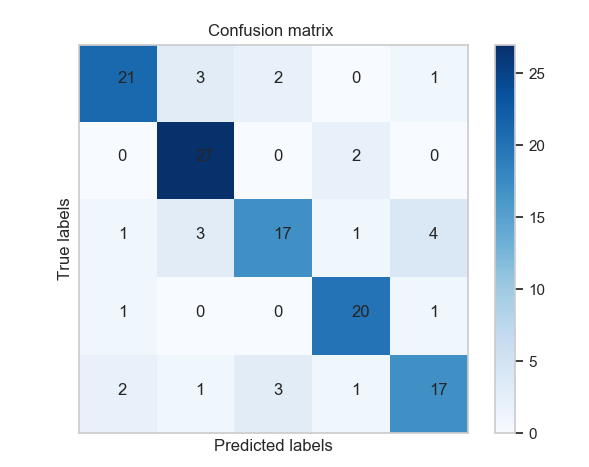 Confusion matrix
21 3 2 0 1
0 27 0 2 0
1 3 17 1 4
1 0 0 20 1
2 1 3 1 17
True labels
Predicted labels
25
20
15
10
5
0